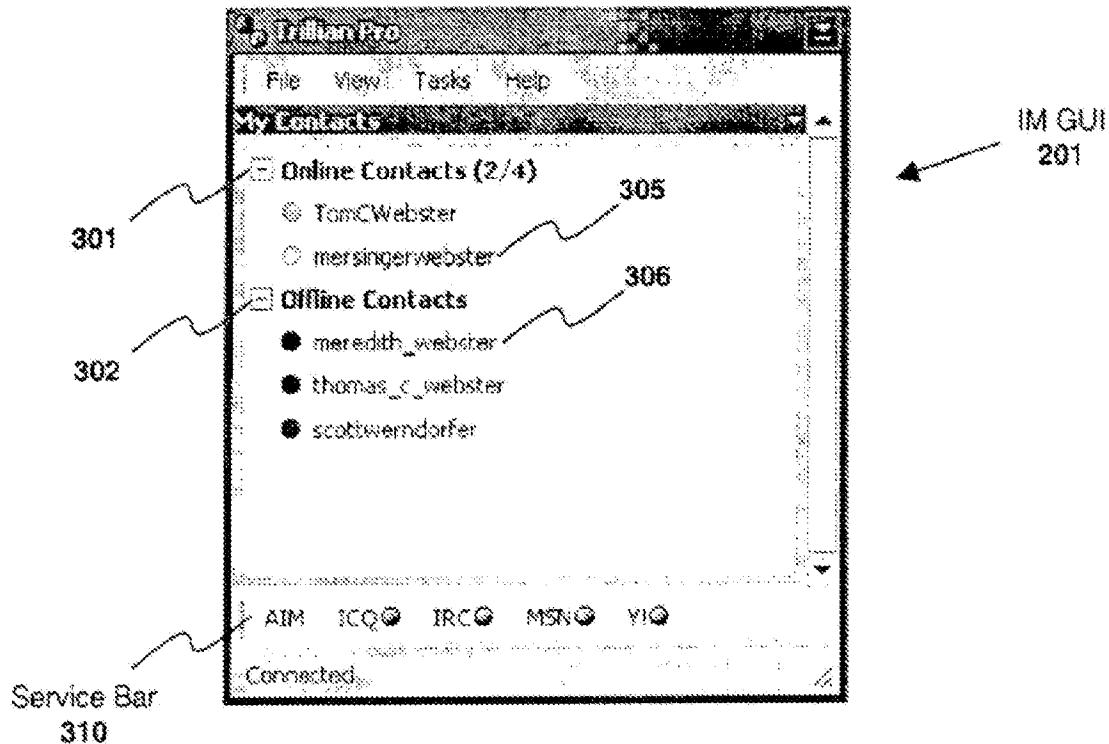 Trillian Pro
File View Tasks Help
My Contacts
IM GUI
201
Online Contacts (2/4)
305
TomCWebster
301
mersingerwebster
306
Offline Contacts
meredith_webster
302
thomas_c_webster
scottwerndorfer
AIM ICQ IRC MSN Y!
Connected
Service Bar
310